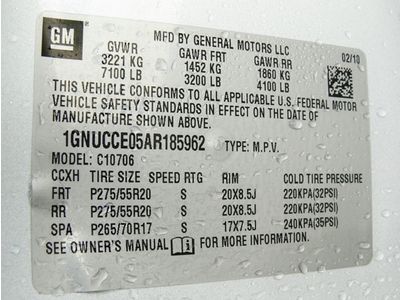 GM
MFD BY GENERAL MOTORS LLC
GVWR GAWR FRT GAWR RR 02/10
3221 KG 1452 KG 1860 KG
7100 LB 3200 LB 4100 LB
THIS VEHICLE CONFORMS TO ALL APPLICABLE U.S. FEDERAL MOTOR
VEHICLE SAFETY STANDARDS IN EFFECT ON THE DATE OF
MANUFACTURE SHOWN ABOVE.
1GNUCCE05AR185962 TYPE: M.P.V.
MODEL: C10706
CCXH TIRE SIZE SPEED RTG RIM COLD TIRE PRESSURE
FRT P275/55R20 S 20X8.5J 220KPA(32PSI)
RR P275/55R20 S 20X8.5J 220KPA(32PSI)
SPA P265/70R17 S 17X7.5J 240KPA(35PSI)
SEE OWNER'S MANUAL FOR MORE INFORMATION